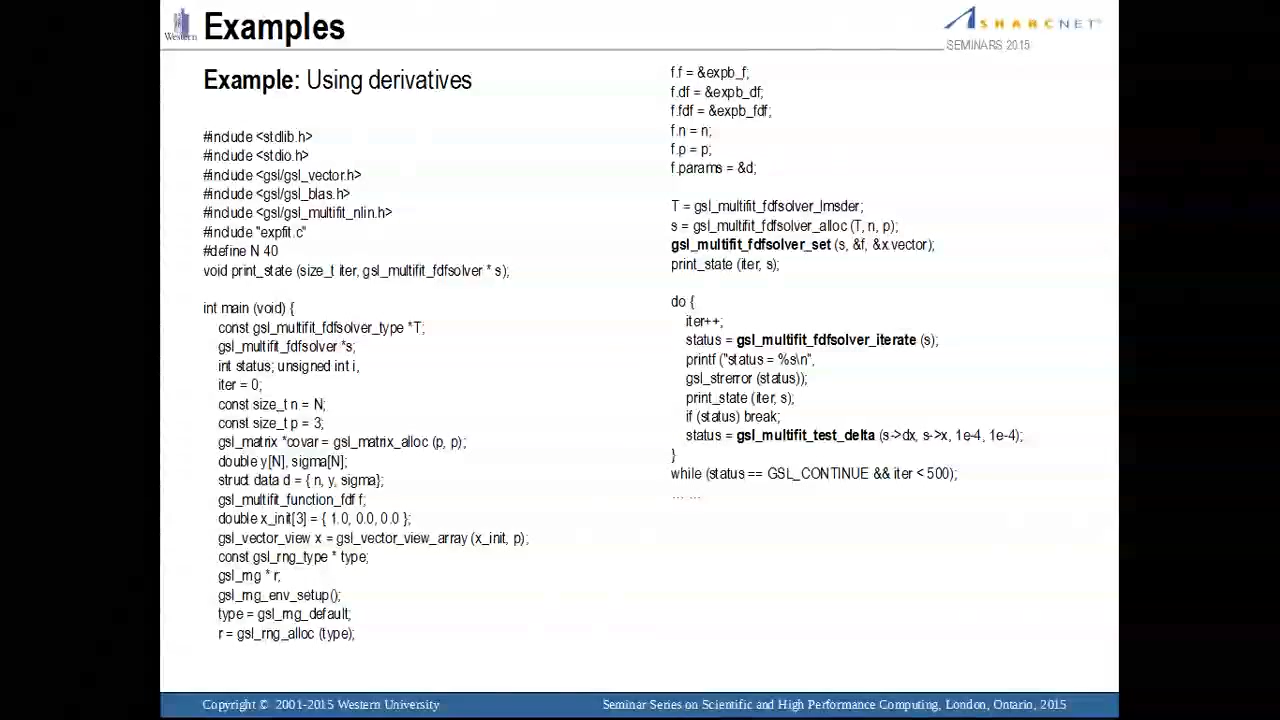 Western
Examples
SHARCNET
SEMINARS 2015
Example: Using derivatives
#include <stdlib.h>
#include <stdio.h>
#include <gsl/gsl_vector.h>
#include <gsl/gsl_blas.h>
#include <gsl/gsl_multifit_nlin.h>
#include "expfit.c"
#define N 40
void print_state (size_t iter, gsl_multifit_fdfsolver * s);
int main (void) {
const gsl_multifit_fdfsolver_type *T;
gsl_multifit_fdfsolver *s;
int status; unsigned int i,
iter = 0;
const size_t n = N;
const size_t p = 3;
gsl_matrix *covar = gsl_matrix_alloc (p, p);
double y[N], sigma[N];
struct data d = { n, y, sigma};
gsl_multifit_function_fdf f;
double x_init[3] = { 1.0, 0.0, 0.0 };
gsl_vector_view x = gsl_vector_view_array (x_init, p);
const gsl_rng_type * type;
gsl_rng * r;
gsl_rng_env_setup();
type = gsl_rng_default;
r = gsl_rng_alloc (type);
f.f = &expb_f;
f.df = &expb_df;
f.fdf = &expb_fdf;
f.n = n;
f.p = p;
f.params = &d;
T = gsl_multifit_fdfsolver_lmsder;
s = gsl_multifit_fdfsolver_alloc (T, n, p);
gsl_multifit_fdfsolver_set (s, &f, &x.vector);
print_state (iter, s);
do {
iter++;
status = gsl_multifit_fdfsolver_iterate (s);
printf ("status = %s\n",
gsl_strerror (status));
print_state (iter, s);
if (status) break;
status = gsl_multifit_test_delta (s->dx, s->x, 1e-4, 1e-4);
}
while (status == GSL_CONTINUE && iter < 500);
... ...
Copyright © 2001-2015 Western University
Seminar Series on Scientific and High Performance Computing, London, Ontario, 2015